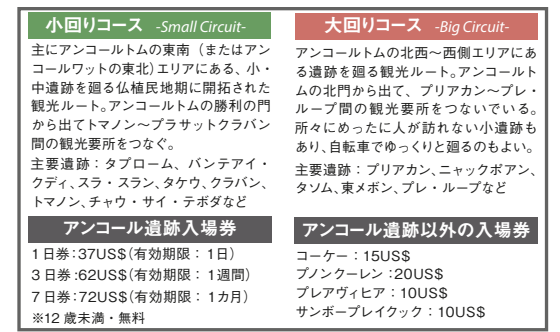 小回りコース -Small Circuit-
主にアンコールトムの東南(またはアン
コールワットの東北)エリアにある、小・
中遺跡を廻る仏植民地期に開拓された
観光ルート。アンコールトムの勝利の門
から出てトマノン〜プラサットクラバン
間の観光要所をつなぐ。
主要遺跡：タプローム、バンテアイ・
クディ、スラ・スラン、タケウ、クラバン、
トマノン、チャウ・サイ・テボダなど
大回りコース -Big Circuit-
アンコールトムの北西〜西側エリアにあ
る遺跡を廻る観光ルート。アンコールト
ムの北門から出て、プリアカン〜プレ・
ループ間の観光要所をつないでいる。
所々にめったに人が訪れない小遺跡も
あり、自転車でゆっくりと廻るのもよい。
主要遺跡：プリアカン、ニャックポアン、
タソム、東メボン、プレ・ループなど
アンコール遺跡入場券
1日券：37US$(有効期限：1日)
3日券：62US$(有効期限：1週間)
7日券：72US$(有効期限：1カ月)
※12歳未満・無料
アンコール遺跡以外の入場券
コーケー：15US$
プノンクーレン：20US$
プレアヴィヒア：10US$
サンボープレイクック：10US$